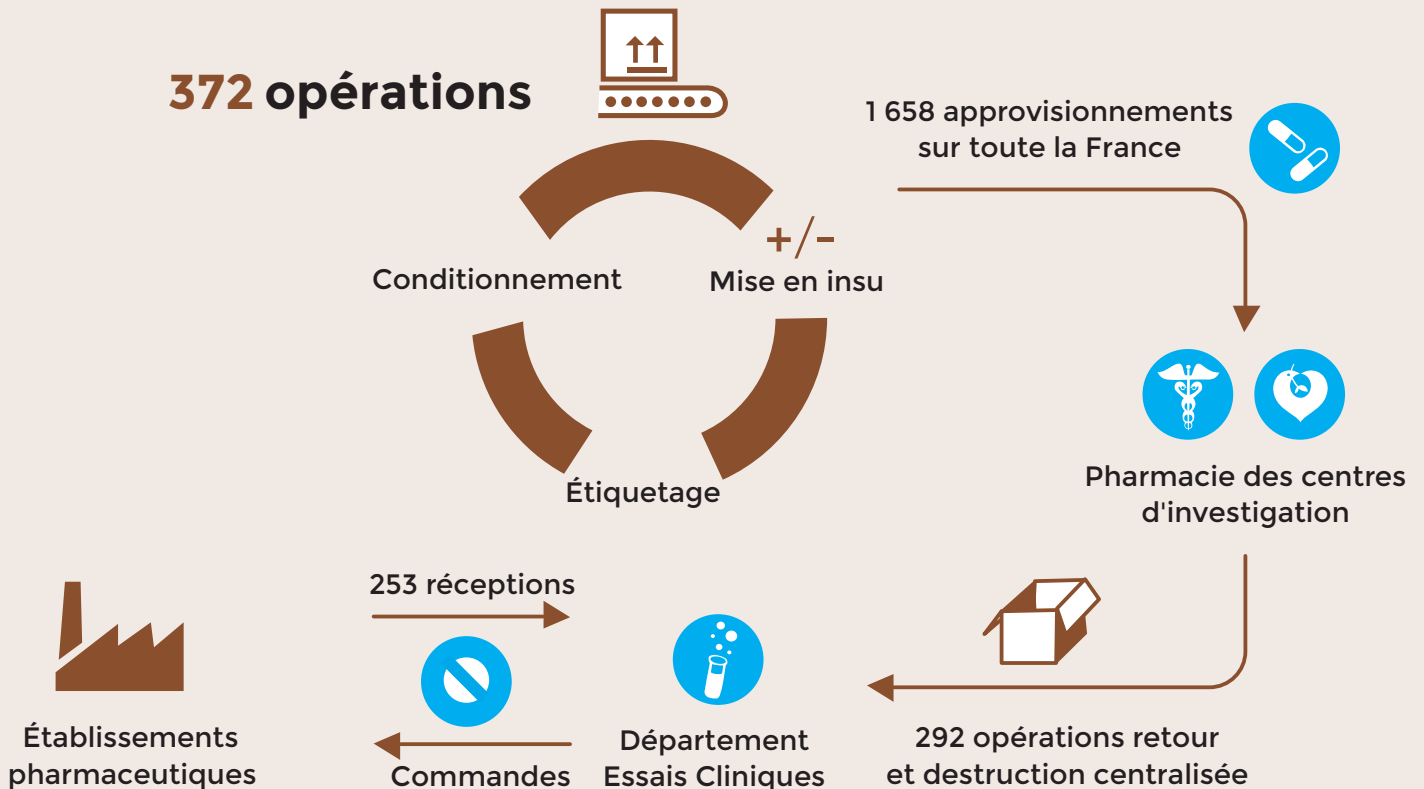 372 opérations
1 658 approvisionnements
sur toute la France
+/-
Conditionnement
Mise en insu
Étiquetage
Pharmacie des centres
d'investigation
253 réceptions
Établissements
pharmaceutiques
Commandes
Département
Essais Cliniques
292 opérations retour
et destruction centralisée